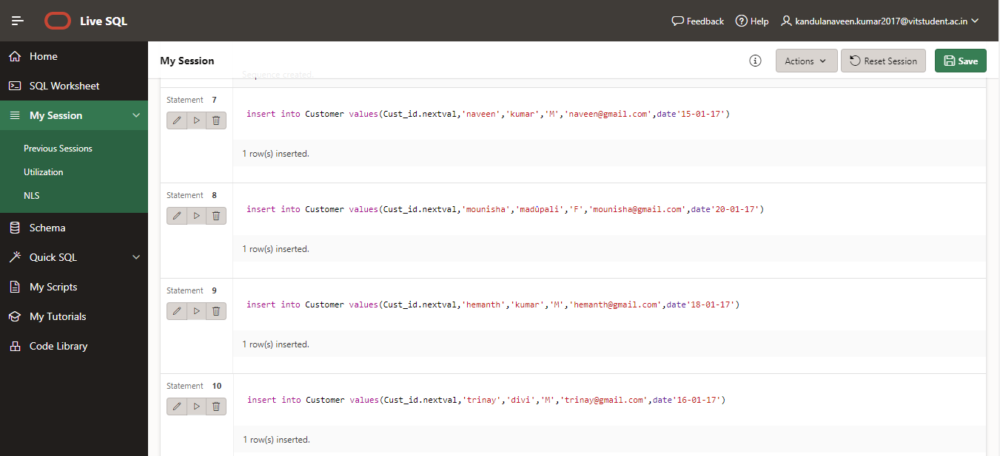 Live SQL
Feedback
Help
kandulanaveen.kumar2017@vitstudent.ac.in
Home
SQL Worksheet
My Session
Previous Sessions
Utilization
NLS
Schema
Quick SQL
My Scripts
My Tutorials
Code Library
My Session
Actions
Reset Session
Save
Sequence created.
Statement 7
insert into Customer values(Cust_id.nextval,'naveen','kumar','M','naveen@gmail.com',date'15-01-17')
1 row(s) inserted.
Statement 8
insert into Customer values(Cust_id.nextval,'mounisha','madûpali','F','mounisha@gmail.com',date'20-01-17')
1 row(s) inserted.
Statement 9
insert into Customer values(Cust_id.nextval,'hemanth','kumar','M','hemanth@gmail.com',date'18-01-17')
1 row(s) inserted.
Statement 10
insert into Customer values(Cust_id.nextval,'trinay','divi','M','trinay@gmail.com',date'16-01-17')
1 row(s) inserted.